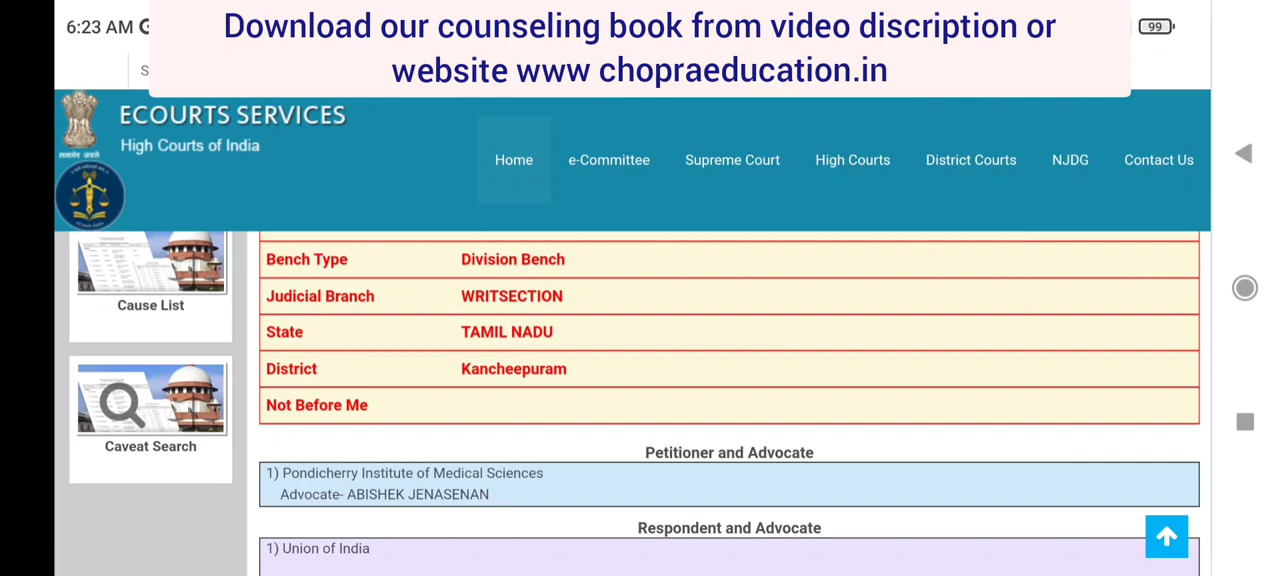 Download our counseling book from video discription or
website www chopraeducation.in
6:23 AM G
99
S
ECOURTS SERVICES
High Courts of India
सत्यमेव जयते
Home e-Committee Supreme Court High Courts District Courts NJDG Contact Us
Cause List
Caveat Search
Bench Type Division Bench
Judicial Branch WRITSECTION
State TAMIL NADU
District Kancheepuram
Not Before Me
Petitioner and Advocate
1) Pondicherry Institute of Medical Sciences
Advocate- ABISHEK JENASENAN
Respondent and Advocate
1) Union of India